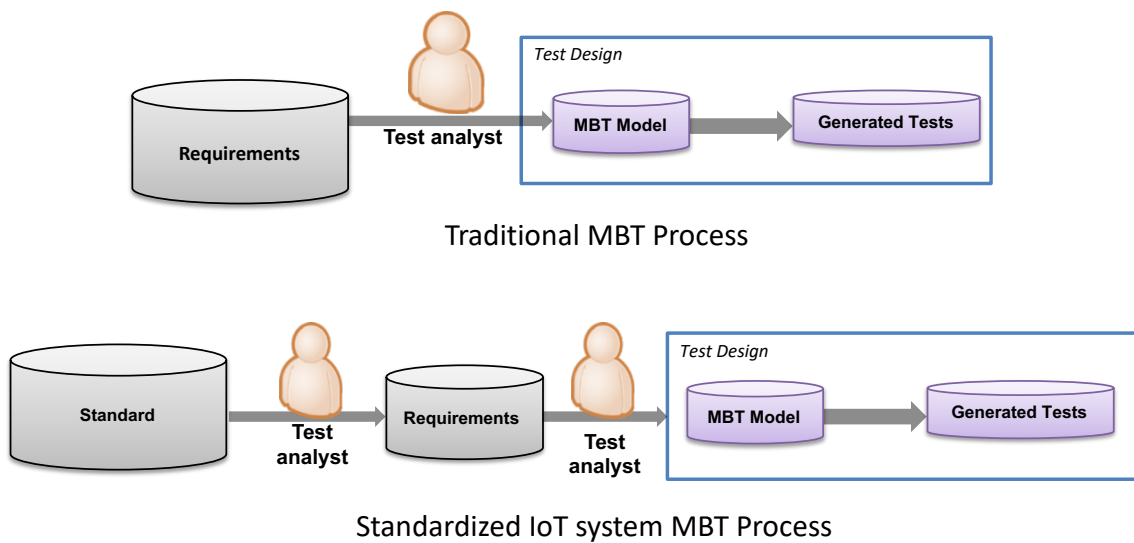 Test Design
Requirements
Test analyst
MBT Model
Generated Tests
Traditional MBT Process
Test Design
Standard
Test
analyst
Requirements
Test
analyst
MBT Model
Generated Tests
Standardized IoT system MBT Process